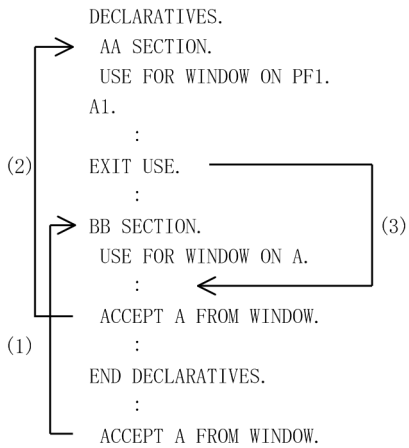 DECLARATIVES.
AA SECTION.
USE FOR WINDOW ON PF1.
A1.
:
(2) EXIT USE.
:
BB SECTION. (3)
USE FOR WINDOW ON A.
:
ACCEPT A FROM WINDOW.
(1) :
END DECLARATIVES.
:
ACCEPT A FROM WINDOW.